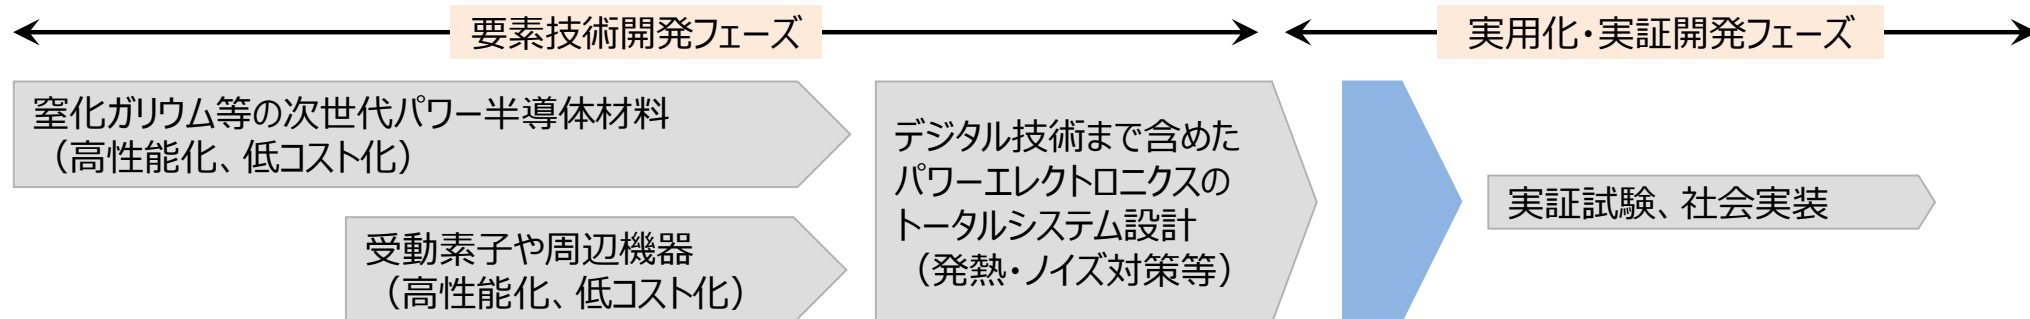 要素技術開発フェーズ
実用化・実証開発フェーズ
窒化ガリウム等の次世代パワー半導体材料
（高性能化、低コスト化）
受動素子や周辺機器
（高性能化、低コスト化）
デジタル技術まで含めた
パワーエレクトロニクスの
トータルシステム設計
（発熱・ノイズ対策等）
実証試験、社会実装